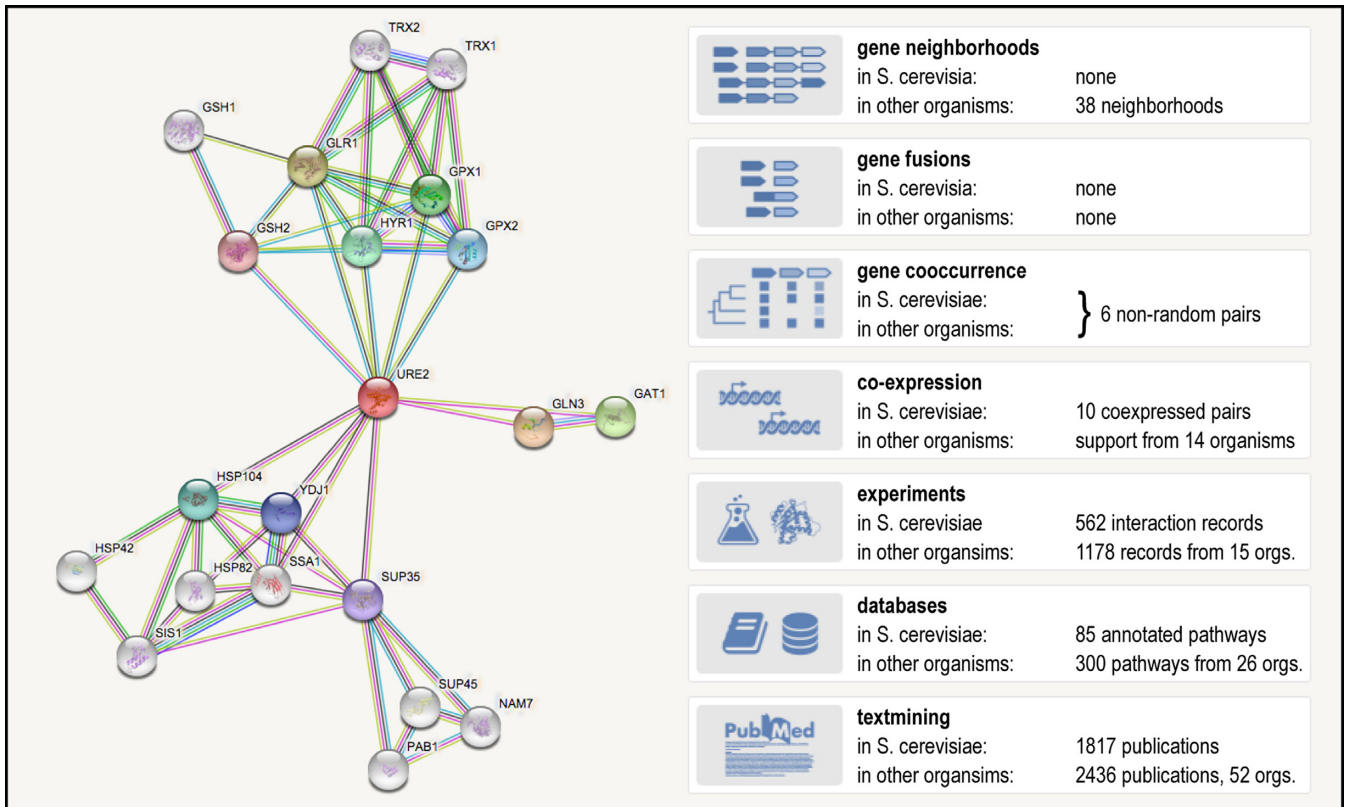 TRX2
TRX1
GSH1
GLR1
GPX1
GSH2
HYR1
GPX2
URE2
GLN3
GAT1
HSP104
YDJ1
HSP42
HSP82
SSA1
SUP35
SIS1
SUP45
NAM7
PAB1
gene neighborhoods
in S. cerevisia: none
in other organisms: 38 neighborhoods
gene fusions
in S. cerevisia: none
in other organisms: none
gene cooccurrence
in S. cerevisiae:
} 6 non-random pairs
in other organisms:
co-expression
in S. cerevisiae: 10 coexpressed pairs
in other organisms: support from 14 organisms
experiments
in S. cerevisiae 562 interaction records
in other organsims: 1178 records from 15 orgs.
databases
in S. cerevisiae: 85 annotated pathways
in other organisms: 300 pathways from 26 orgs.
PubMed
textmining
in S. cerevisiae: 1817 publications
in other organsims: 2436 publications, 52 orgs.